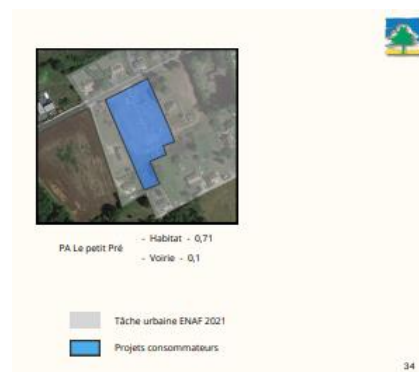 PA Le petit Pré
- Habitat - 0,71
- Voirie - 0,1
Tâche urbaine ENAF 2021
Projets consommateurs
34